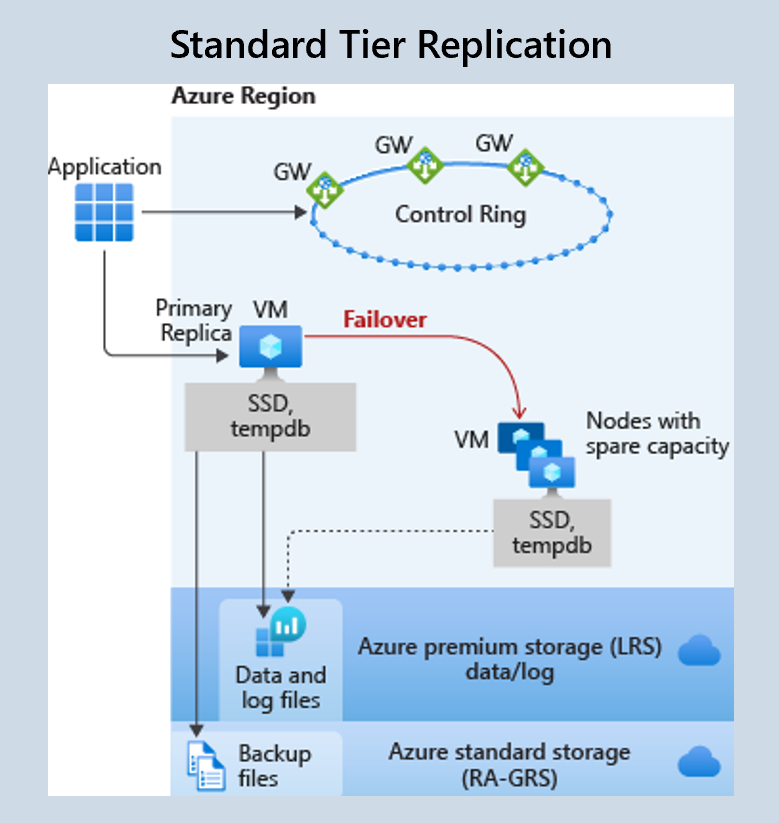 Standard Tier Replication
Azure Region
Application
GW
GW
GW
Control Ring
Primary
Replica
VM
Failover
SSD,
tempdb
VM
Nodes with
spare capacity
SSD,
tempdb
Data and
log files
Azure premium storage (LRS)
data/log
Backup
files
Azure standard storage
(RA-GRS)